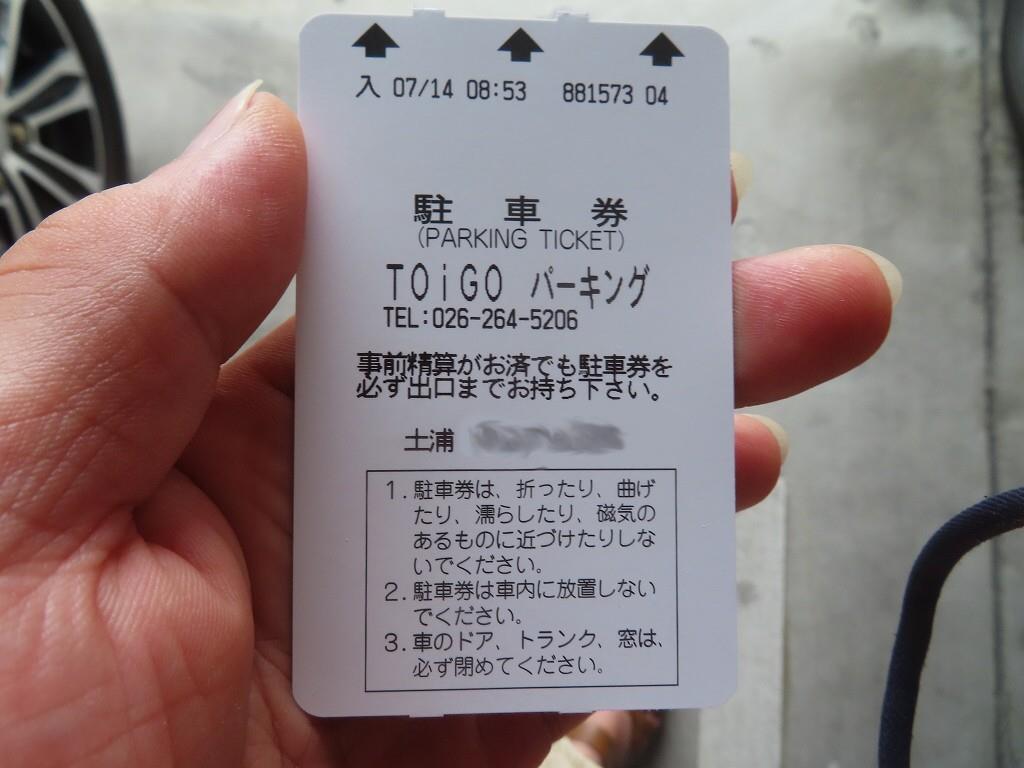 入 07/14 08:53 881573 04
駐車券
(PARKING TICKET)
TOiGO パーキング
TEL:026-264-5206
事前精算がお済でも駐車券を
必ず出口までお持ち下さい。
土浦
1.駐車券は、折ったり、曲げ
たり、濡らしたり、磁気の
あるものに近づけたりしな
いでください。
2.駐車券は車内に放置しない
でください。
3.車のドア、トランク、窓は、
必ず閉めてください。